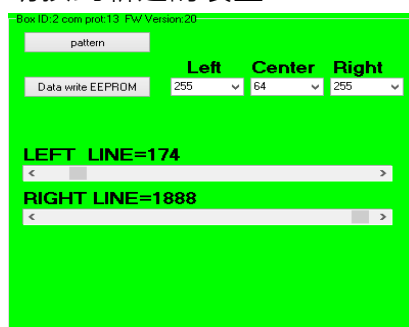 Box ID:2 com prot:13 FW Version:20
pattern
Left Center Right
Data write EEPROM 255 64 255
LEFT LINE=174
RIGHT LINE=1888